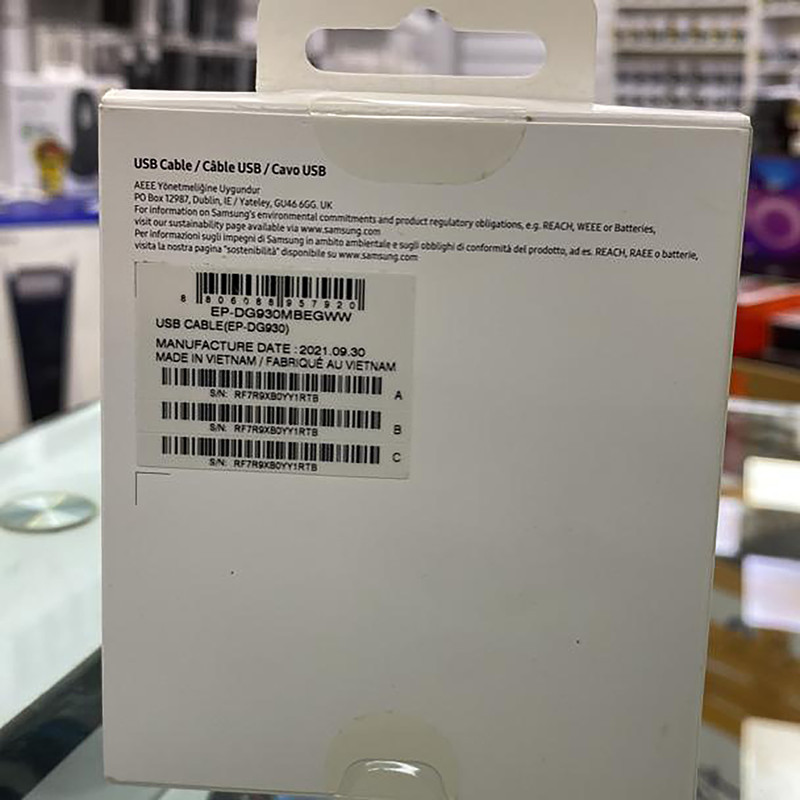 USB Cable / Câble USB / Cavo USB
AEEE Yönetmeliğine Uygundur
PO Box 12987, Dublin, IE / Yateley, GU46 6GG. UK
For information on Samsung's environmental commitments and product regulatory obligations, e.g. REACH, WEEE or Batteries,
visit our sustainability page available via www.samsung.com
Per informazioni sugli impegni di Samsung in ambito ambientale e sugli obblighi di conformità del prodotto, ad es. REACH, RAEE o batterie,
visita la nostra pagina "sostenibilità" disponibile su www.samsung.com
8 806088 957920
EP-DG930MBEGWW
USB CABLE(EP-DG930)
MANUFACTURE DATE : 2021.09.30
MADE IN VIETNAM / FABRIQUÉ AU VIETNAM
A
S/N: RF7R9XB0YY1RTB
B
S/N: RF7R9XB0YY1RTB
C
S/N: RF7R9XB0YY1RTB